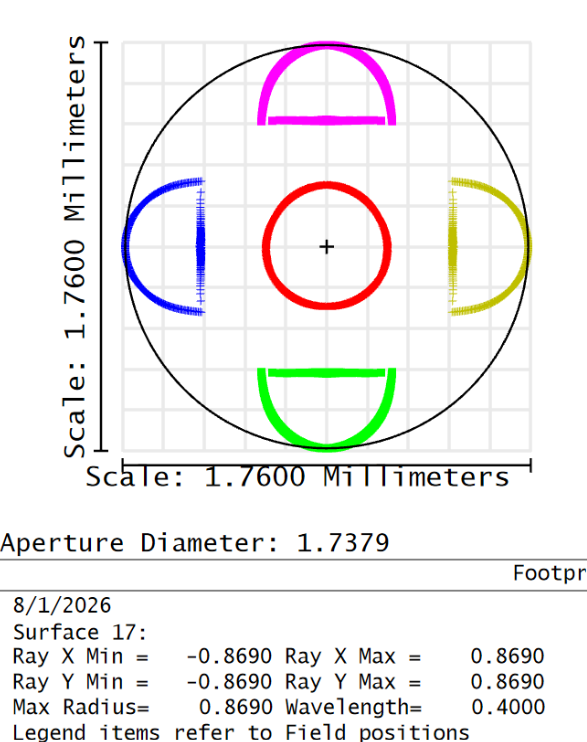 Scale: 1.7600 Millimeters
Scale: 1.7600 Millimeters
Aperture Diameter: 1.7379
Footpr
8/1/2026
Surface 17:
Ray X Min = -0.8690 Ray X Max = 0.8690
Ray Y Min = -0.8690 Ray Y Max = 0.8690
Max Radius= 0.8690 Wavelength= 0.4000
Legend items refer to Field positions